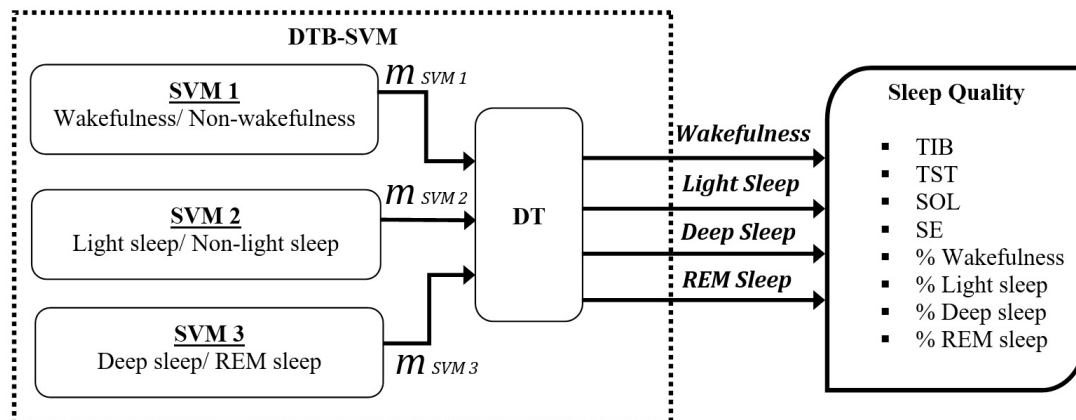 DTB-SVM
SVM 1
Wakefulness/ Non-wakefulness
m SVM 1
SVM 2
Light sleep/ Non-light sleep
m SVM 2
SVM 3
Deep sleep/ REM sleep
m SVM 3
DT
Wakefulness
Light Sleep
Deep Sleep
REM Sleep
Sleep Quality
▪ TIB
▪ TST
▪ SOL
▪ SE
▪ % Wakefulness
▪ % Light sleep
▪ % Deep sleep
▪ % REM sleep